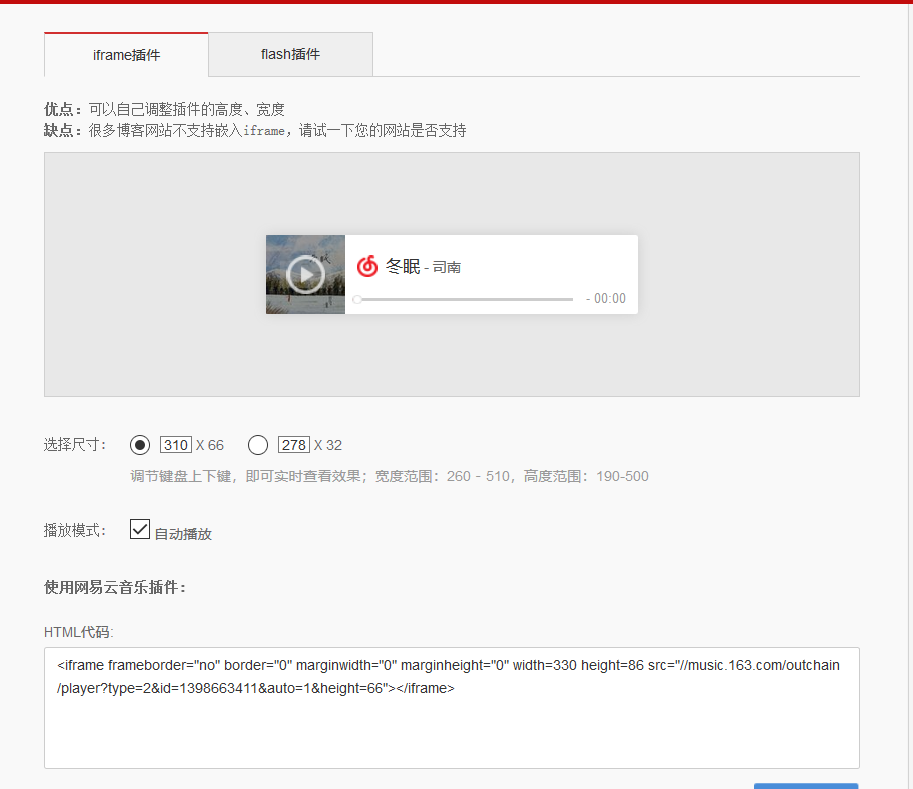 iframe插件
flash插件
优点：可以自己调整插件的高度、宽度
缺点：很多博客网站不支持嵌入iframe，请试一下您的网站是否支持
冬眠 - 司南
- 00:00
选择尺寸： 310 X 66 278 X 32
调节键盘上下键，即可实时查看效果；宽度范围：260 - 510，高度范围：190-500
播放模式： 自动播放
使用网易云音乐插件：
HTML代码:
<iframe frameborder="no" border="0" marginwidth="0" marginheight="0" width=330 height=86 src="//music.163.com/outchain
/player?type=2&id=1398663411&auto=1&height=66"></iframe>